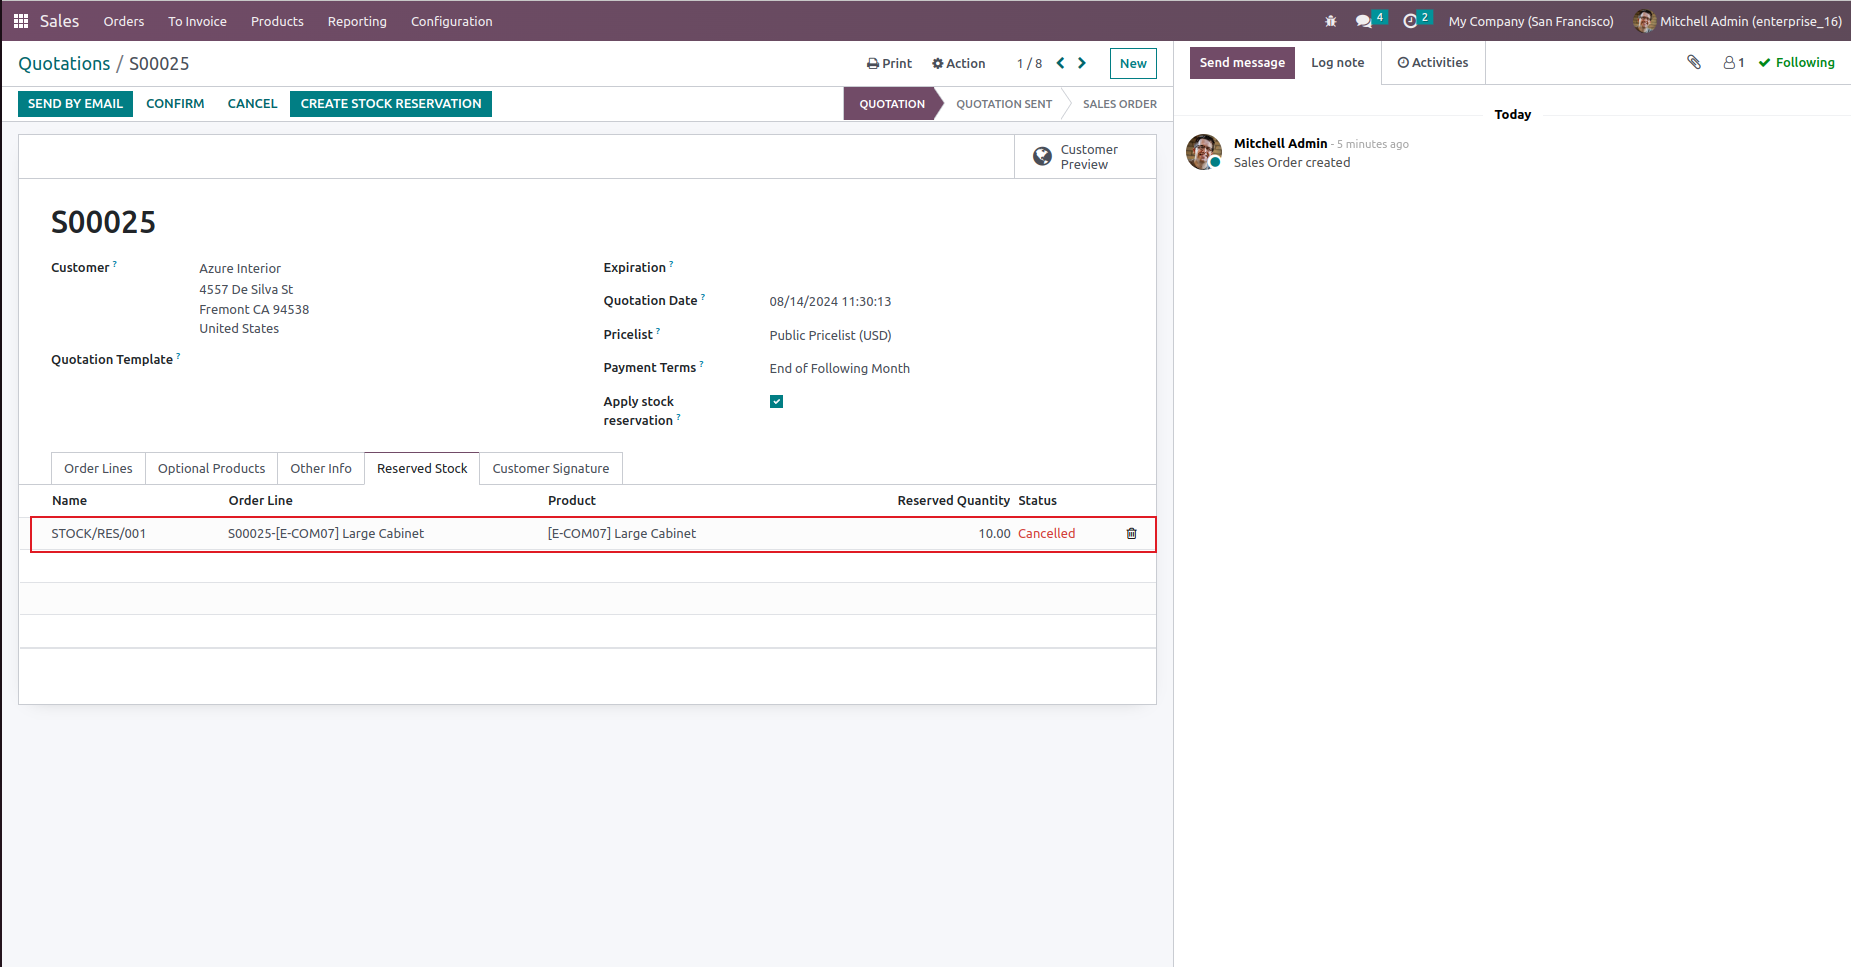 Sales Orders To Invoice Products Reporting Configuration 4 2 My Company (San Francisco) Mitchell Admin (enterprise_16)
Quotations / S00025 Print Action 1 / 8 New
Send message Log note Activities 1 Following
SEND BY EMAIL CONFIRM CANCEL CREATE STOCK RESERVATION QUOTATION QUOTATION SENT SALES ORDER
Today
Mitchell Admin - 5 minutes ago
Sales Order created
Customer
Preview
S00025
Customer ?
Azure Interior
4557 De Silva St
Fremont CA 94538
United States
Quotation Template ?
Expiration ?
Quotation Date ? 08/14/2024 11:30:13
Pricelist ? Public Pricelist (USD)
Payment Terms ? End of Following Month
Apply stock
reservation ?
Order Lines Optional Products Other Info Reserved Stock Customer Signature
Name Order Line Product Reserved Quantity Status
STOCK/RES/001 S00025-[E-COM07] Large Cabinet [E-COM07] Large Cabinet 10.00 Cancelled